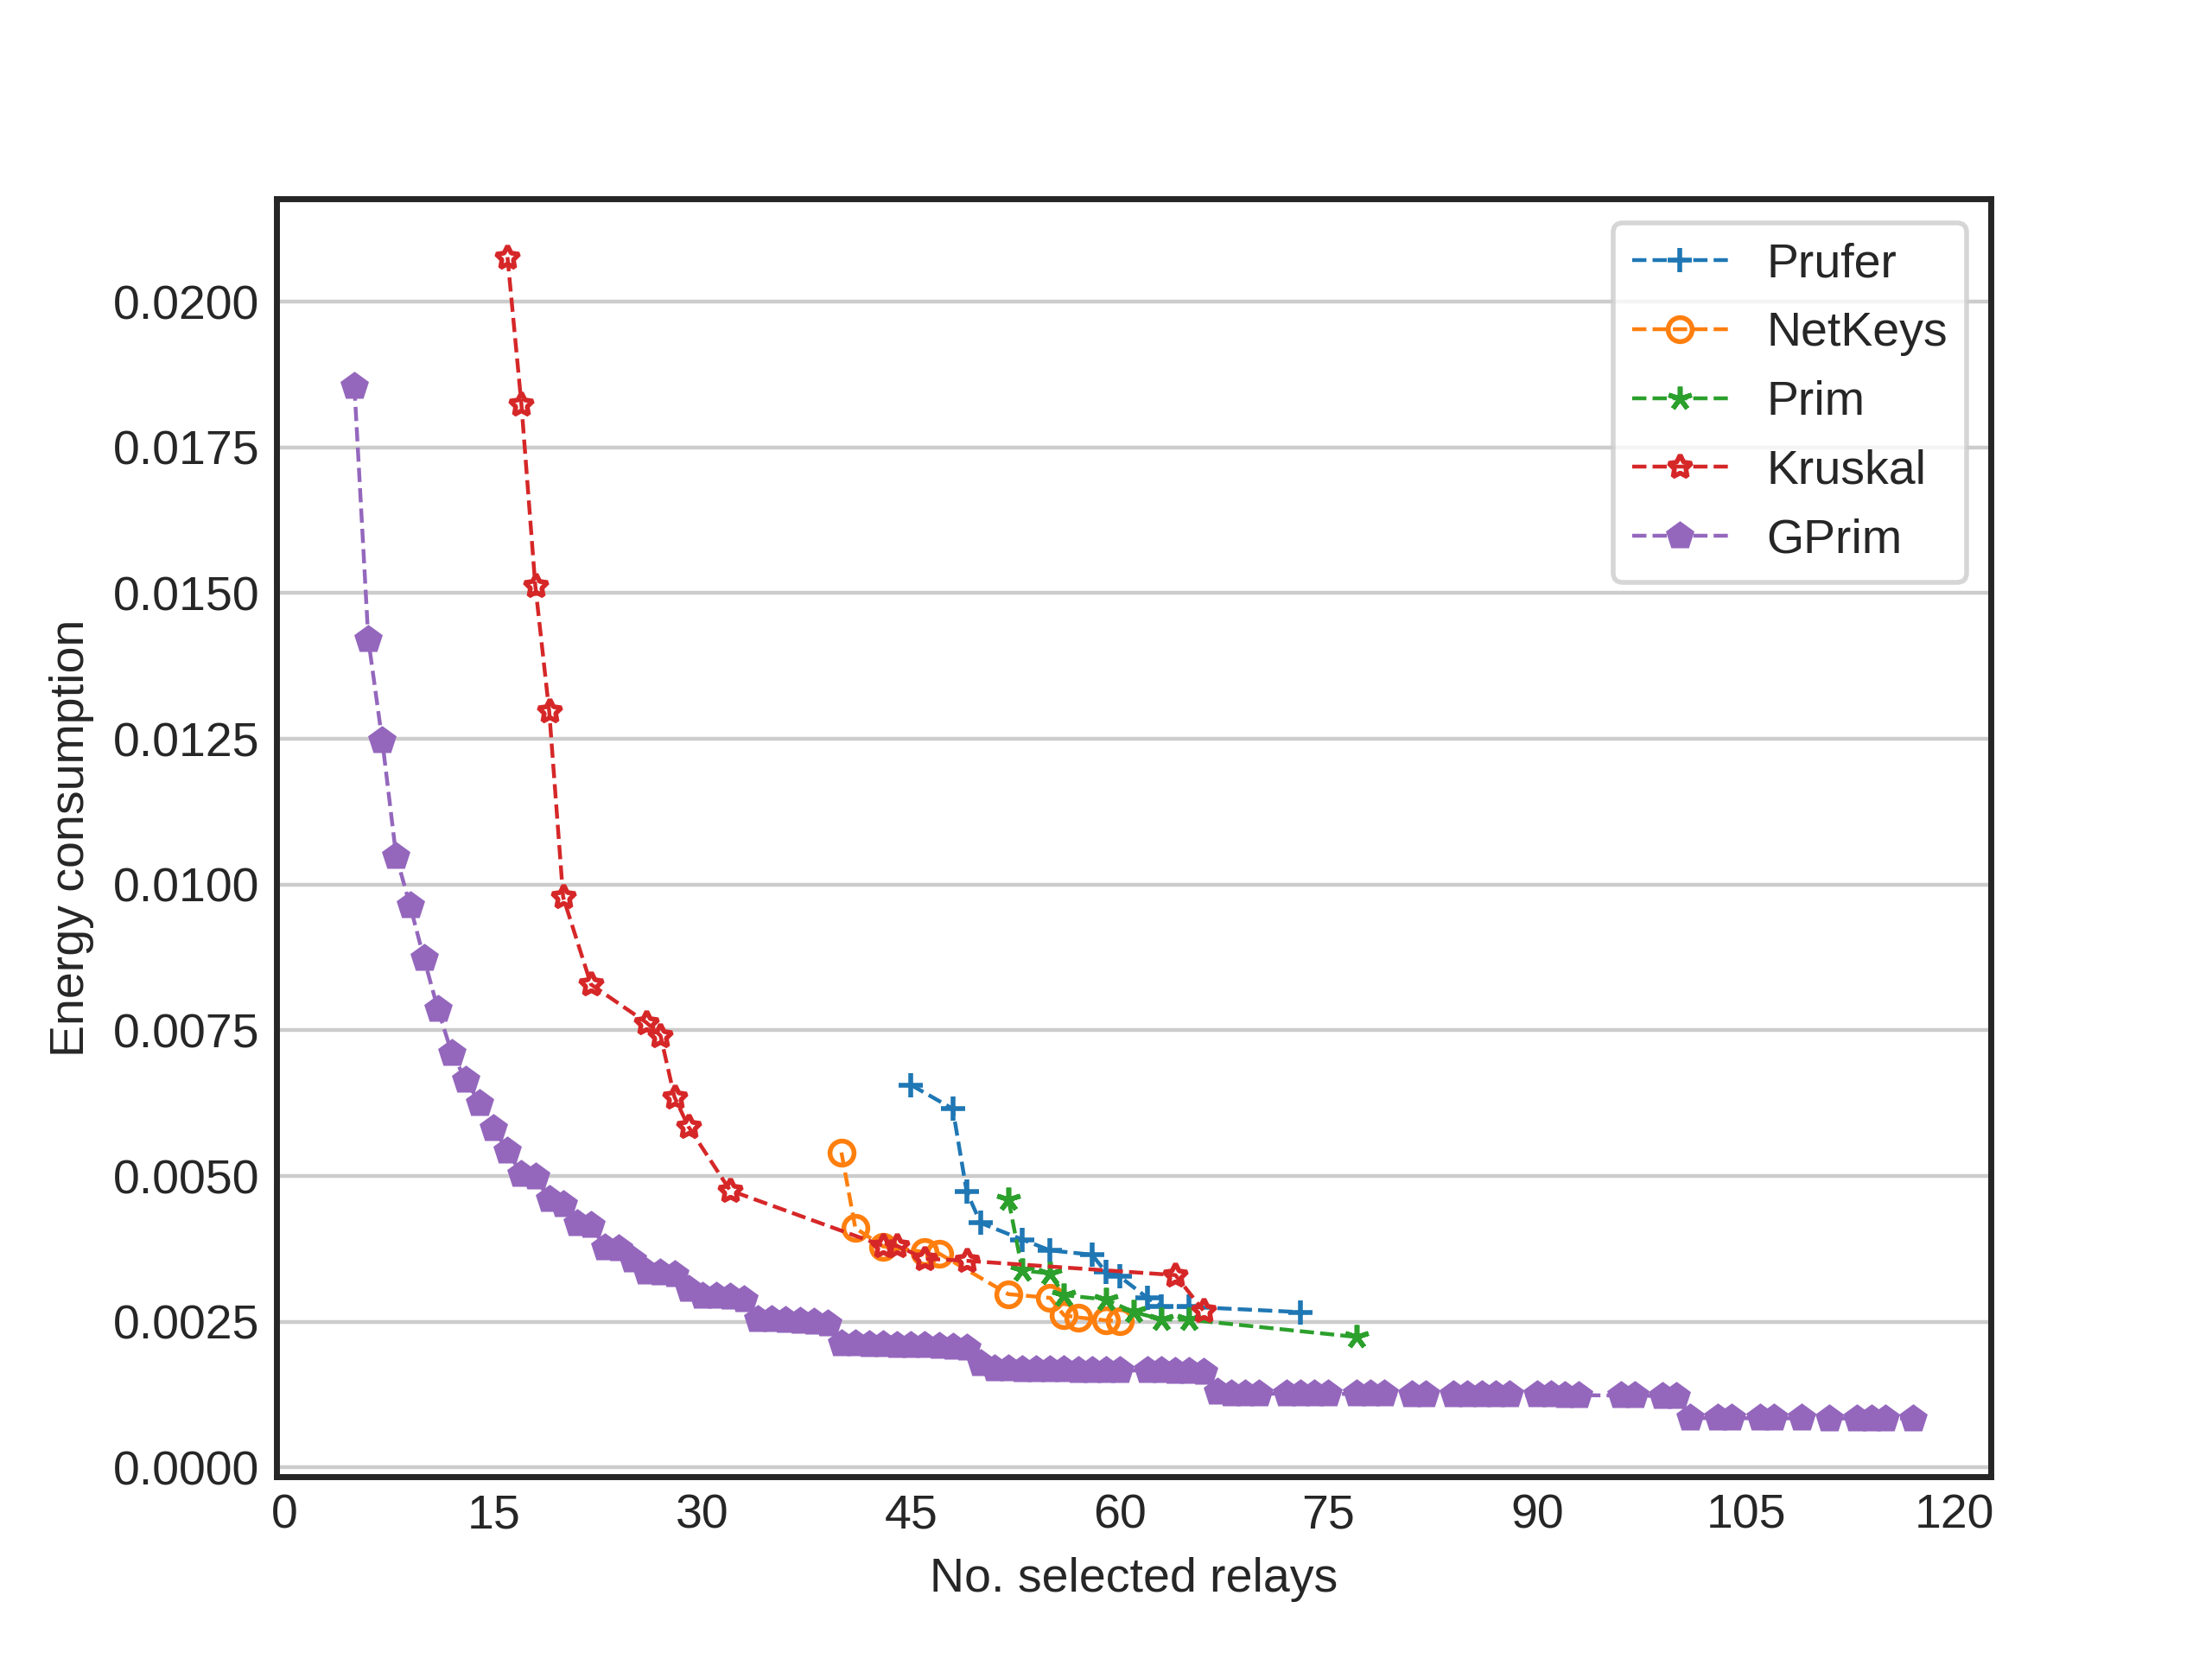 Prufer
NetKeys
Prim
Kruskal
GPrim
Energy consumption
0.0200
0.0175
0.0150
0.0125
0.0100
0.0075
0.0050
0.0025
0.0000
0 15 30 45 60 75 90 105 120
No. selected relays